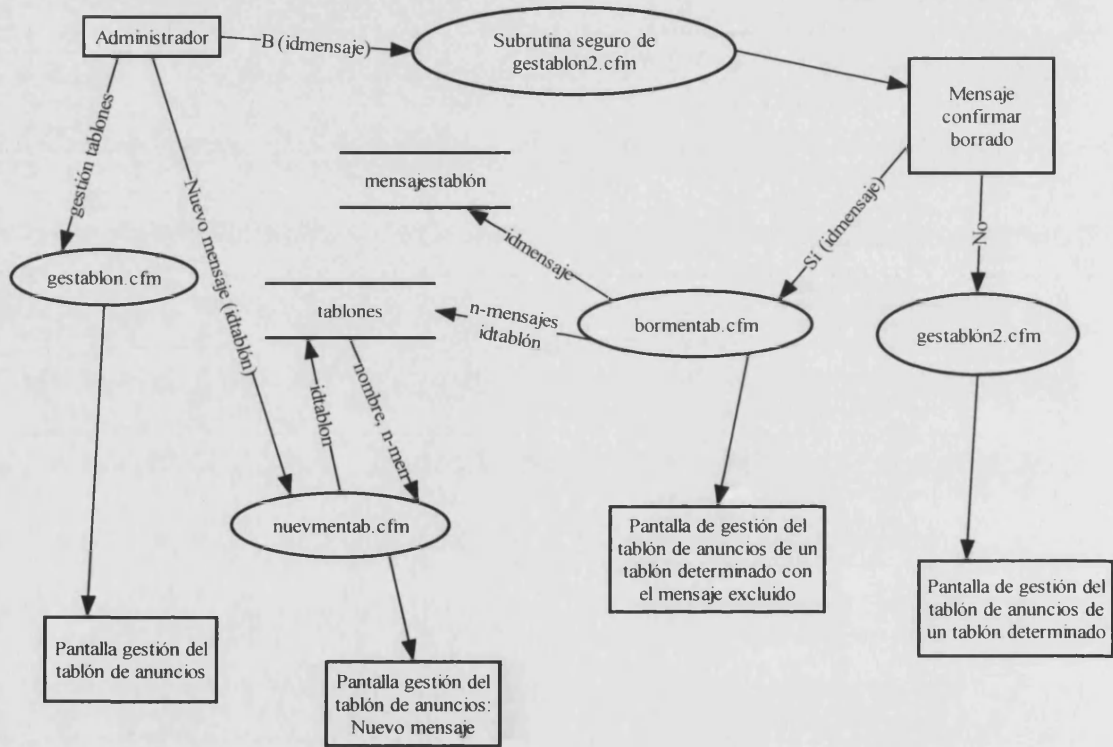 Administrador
B (idmensaje)
Subrutina seguro de
gestablon2.cfm
Mensaje
confirmar
borrado
gestión tablones
Nuevo mensaje (idtablón)
mensajestablón
idmensaje
Sí (idmensaje)
No
gestablon.cfm
tablones
n-mensajes
idtablón
bormentab.cfm
gestablón2.cfm
idtablon
nombre, n-men
nuevmentab.cfm
Pantalla de gestión del
tablón de anuncios de un
tablón determinado con
el mensaje excluido
Pantalla de gestión del
tablón de anuncios de
un tablón determinado
Pantalla gestión del
tablón de anuncios
Pantalla gestión del
tablón de anuncios:
Nuevo mensaje